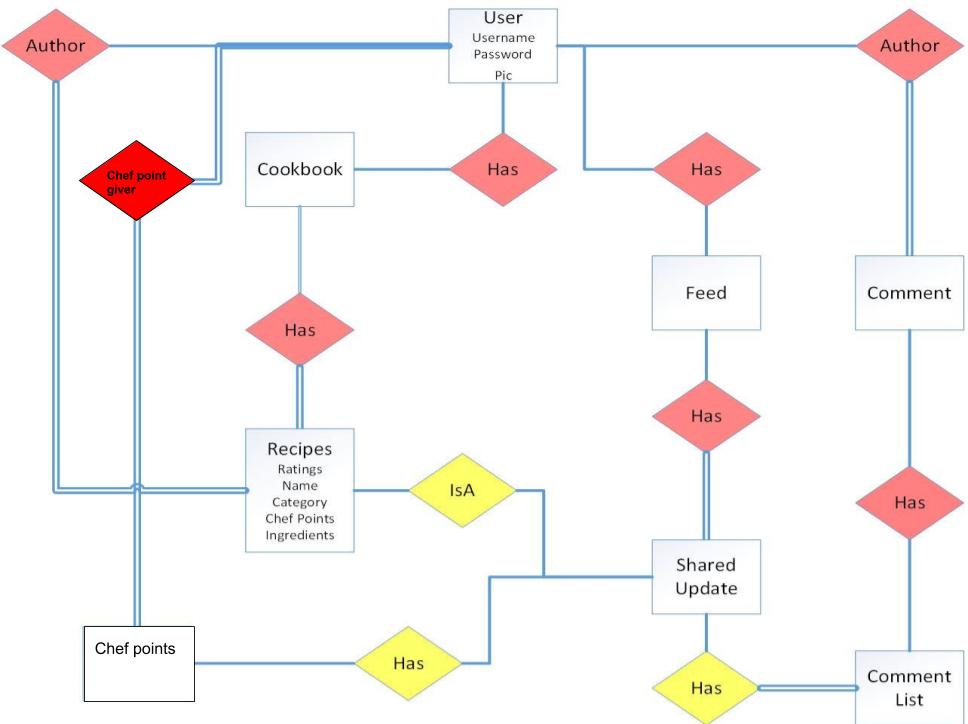 User
Username
Password
Pic
Author
Author
Chef point
giver
Cookbook
Has
Has
Feed
Comment
Has
Has
Recipes
Ratings
Name
Category
Chef Points
Ingredients
IsA
Has
Shared
Update
Chef points
Has
Has
Comment
List